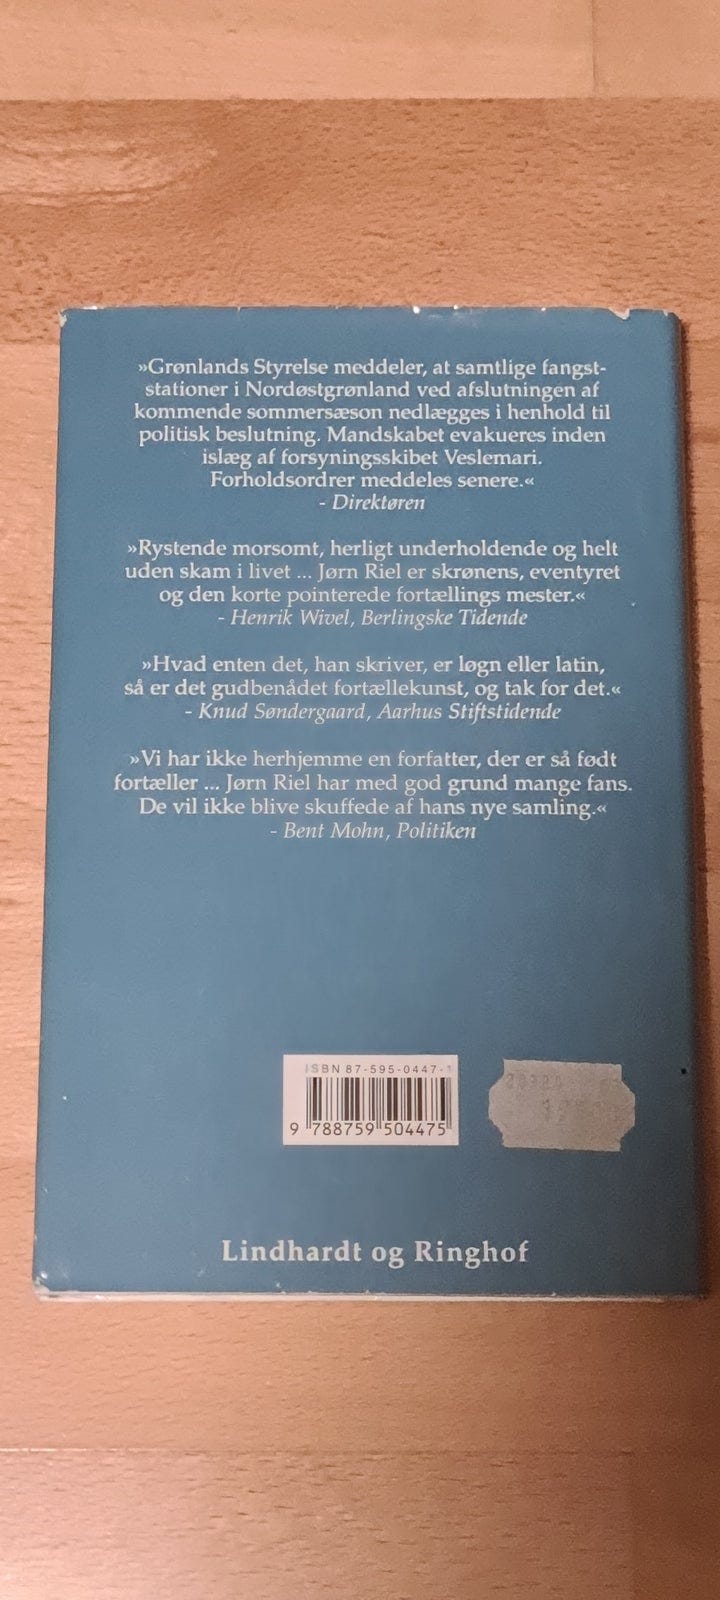 »Grønlands Styrelse meddeler, at samtlige fangst-
stationer i Nordøstgrønland ved afslutningen af
kommende sommersæson nedlægges i henhold til
politisk beslutning. Mandskabet evakueres inden
islæg af forsyningsskibet Veslemari.
Forholdsordrer meddeles senere.«
- Direktøren
»Rystende morsomt, herligt underholdende og helt
uden skam i livet ... Jørn Riel er skrønens, eventyret
og den korte pointerede fortællings mester.«
- Henrik Wivel, Berlingske Tidende
»Hvad enten det, han skriver, er løgn eller latin,
så er det gudbenådet fortællekunst, og tak for det.«
- Knud Søndergaard, Aarhus Stiftstidende
»Vi har ikke herhjemme en forfatter, der er så født
fortæller ... Jørn Riel har med god grund mange fans.
De vil ikke blive skuffede af hans nye samling.«
- Bent Mohn, Politiken
ISBN 87-595-0447-1
9 788759 504475
Lindhardt og Ringhof